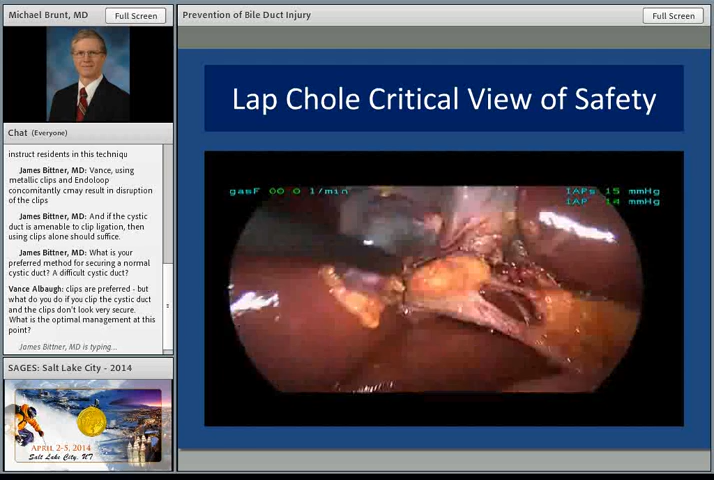 Michael Brunt, MD
Full Screen
Prevention of Bile Duct Injury
Full Screen
Lap Chole Critical View of Safety
gasF 00 0 l/min
IAPs 15 mmHg
IAP 14 mmHg
Chat (Everyone)
instruct residents in this techniqu
James Bittner, MD: Vance, using
metallic clips and Endoloop
concomitantly cmay result in disruption
of the clips
James Bittner, MD: And if the cystic
duct is amenable to clip ligation, then
using clips alone should suffice.
James Bittner, MD: What is your
preferred method for securing a normal
cystic duct? A difficult cystic duct?
Vance Albaugh: clips are preferred - but
what do you do if you clip the cystic duct
and the clips don't look very secure.
What is the optimal management at this
point?
James Bittner, MD is typing...
SAGES: Salt Lake City - 2014
APRIL 2-5, 2014
Salt Lake City, UT